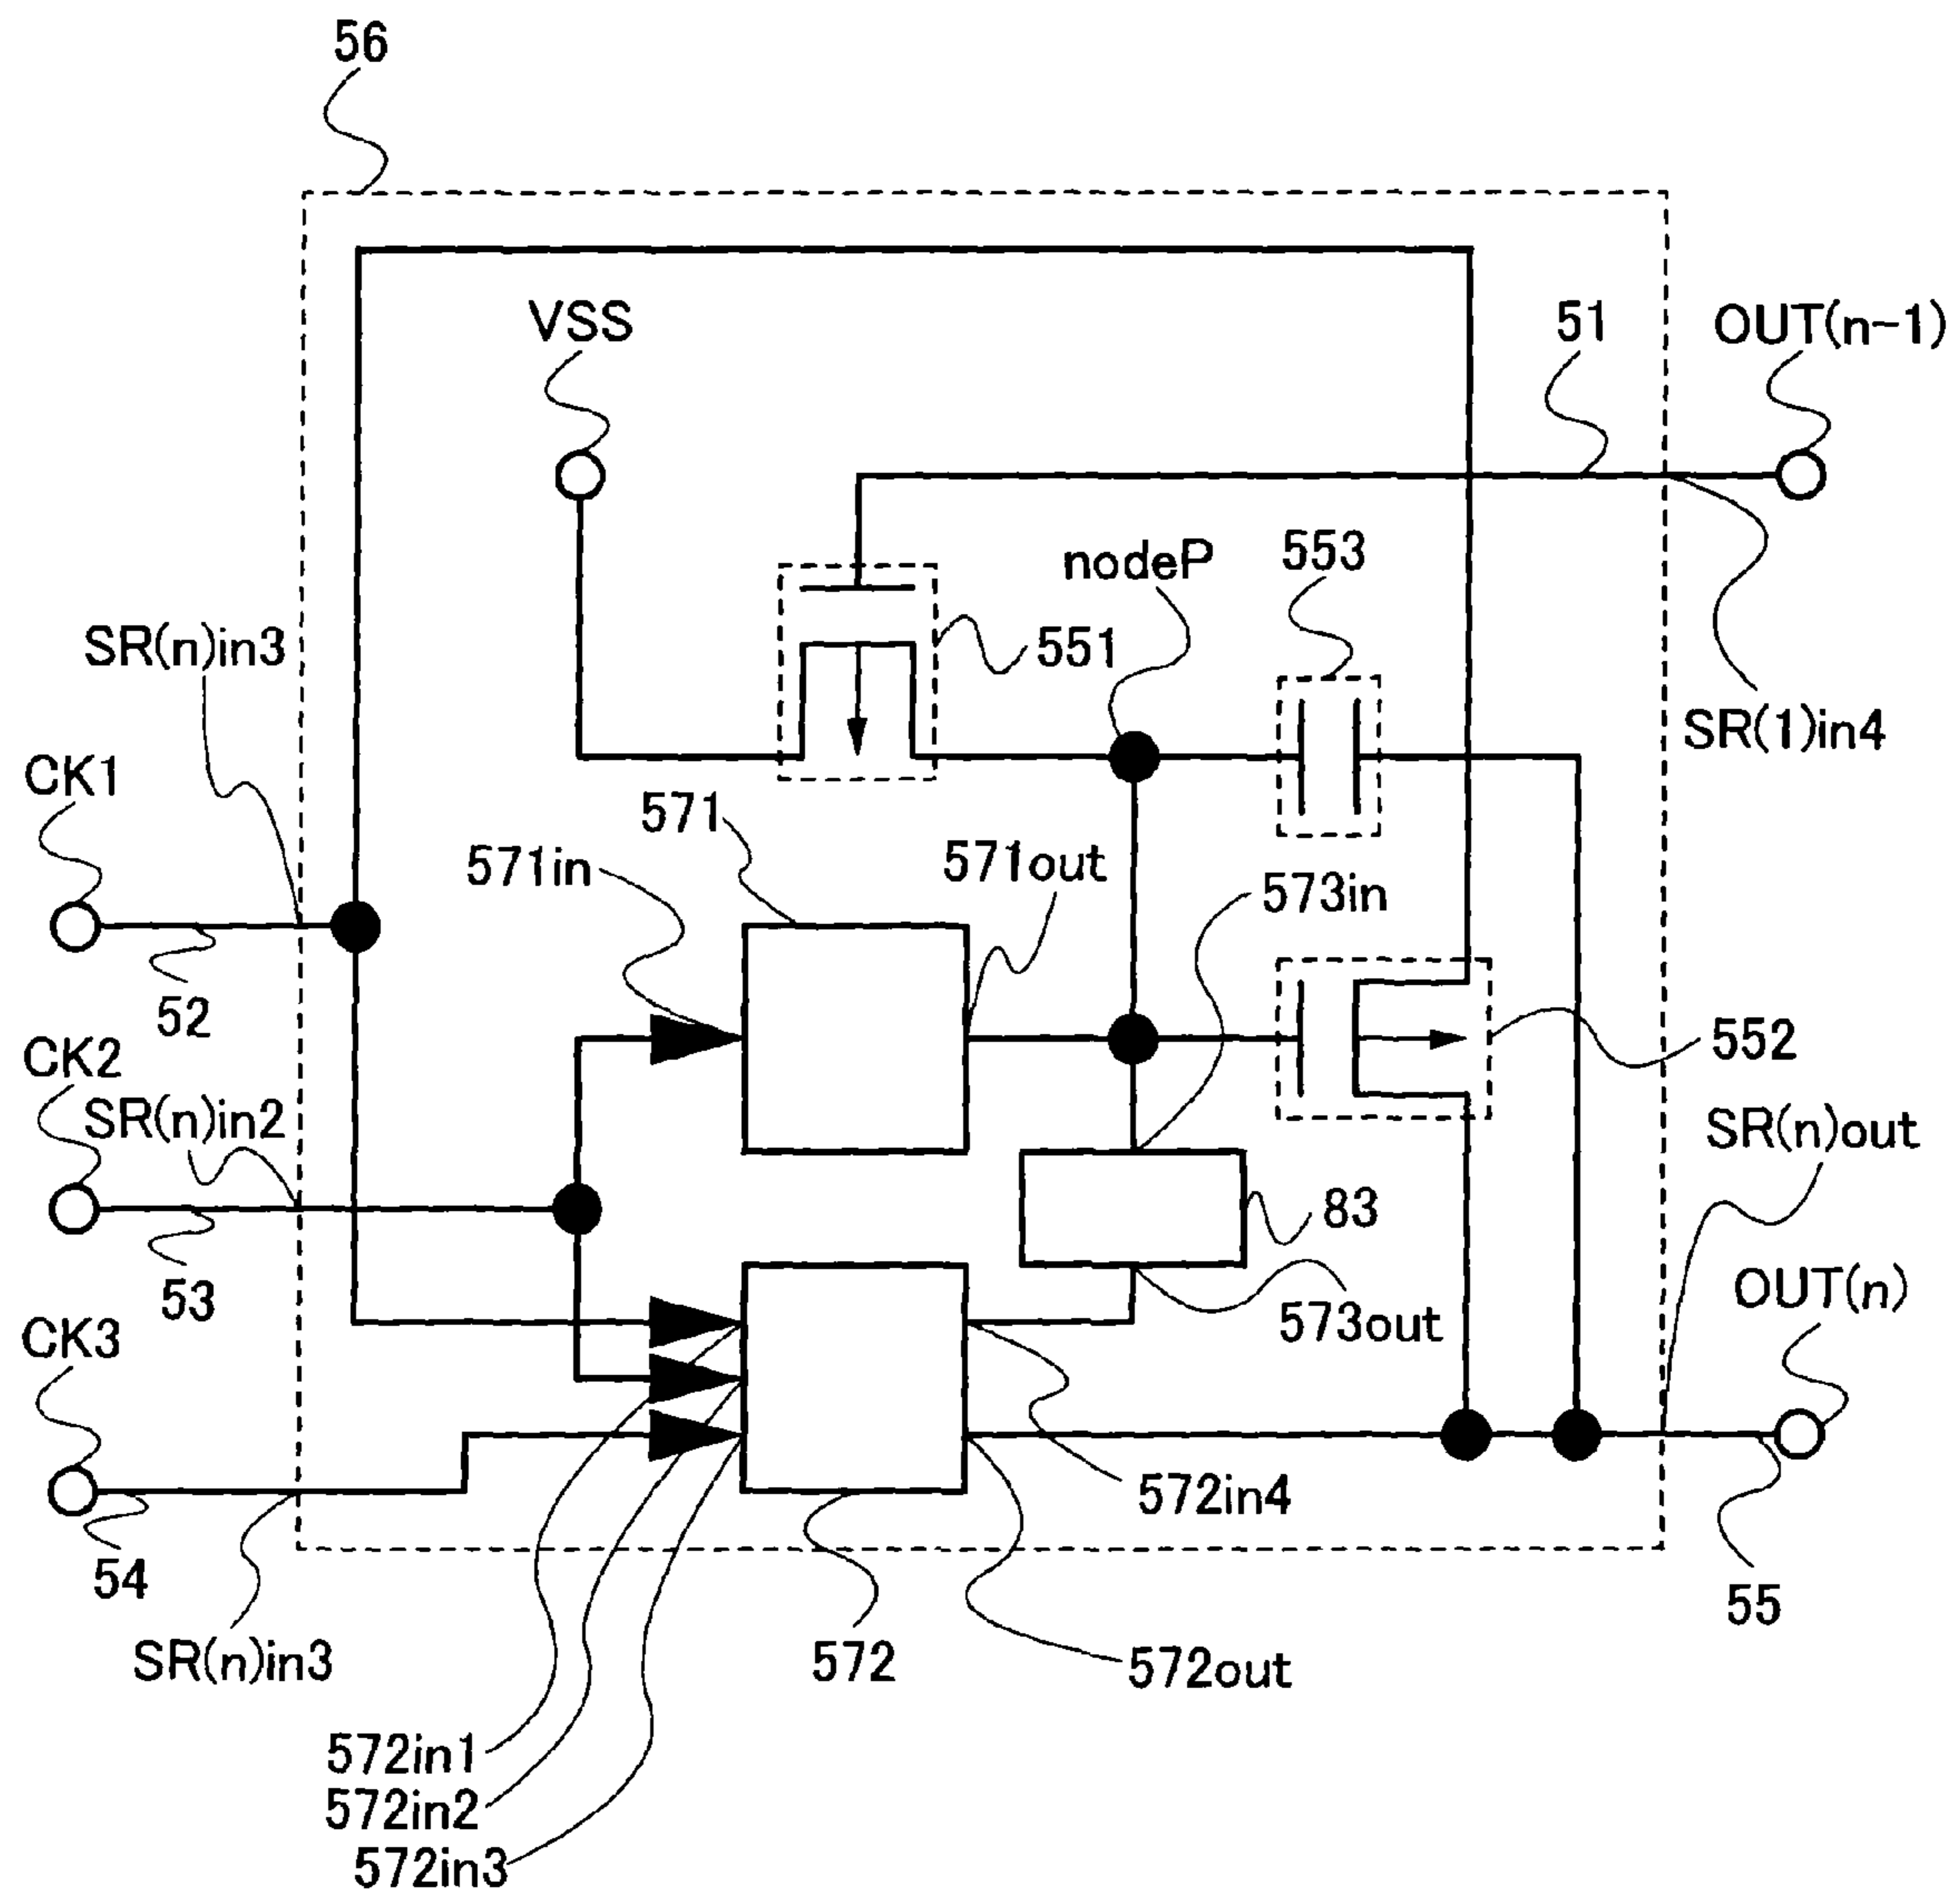 56
VSS
51
OUT(n-1)
nodeP
553
551
SR(n)in3
SR(1)in4
CK1
571
571in
571out
573in
52
CK2
552
SR(n)in2
SR(n)out
83
53
OUT(n)
CK3
573out
572in4
54
55
SR(n)in3
572
572out
572in1
572in2
572in3